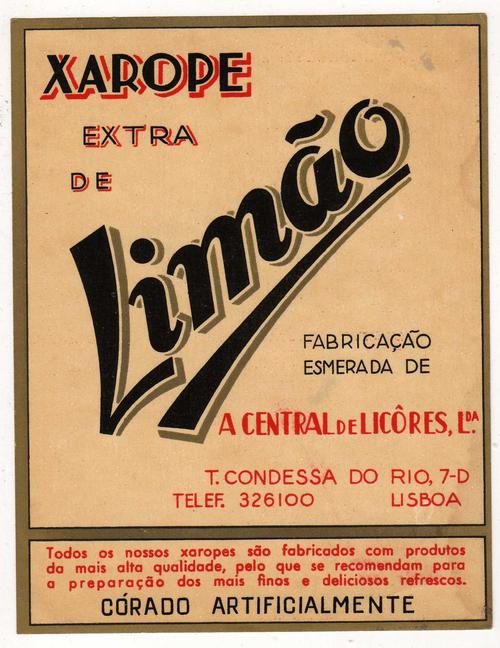 XAROPE
EXTRA
DE
Limão
FABRICAÇÃO
ESMERADA DE
A CENTRAL DE LICÔRES, L.DA
T. CONDESSA DO RIO, 7-D
TELEF. 326100 LISBOA
Todos os nossos xaropes são fabricados com produtos
da mais alta qualidade, pelo que se recomendam para
a preparação dos mais finos e deliciosos refrescos.
CÓRADO ARTIFICIALMENTE